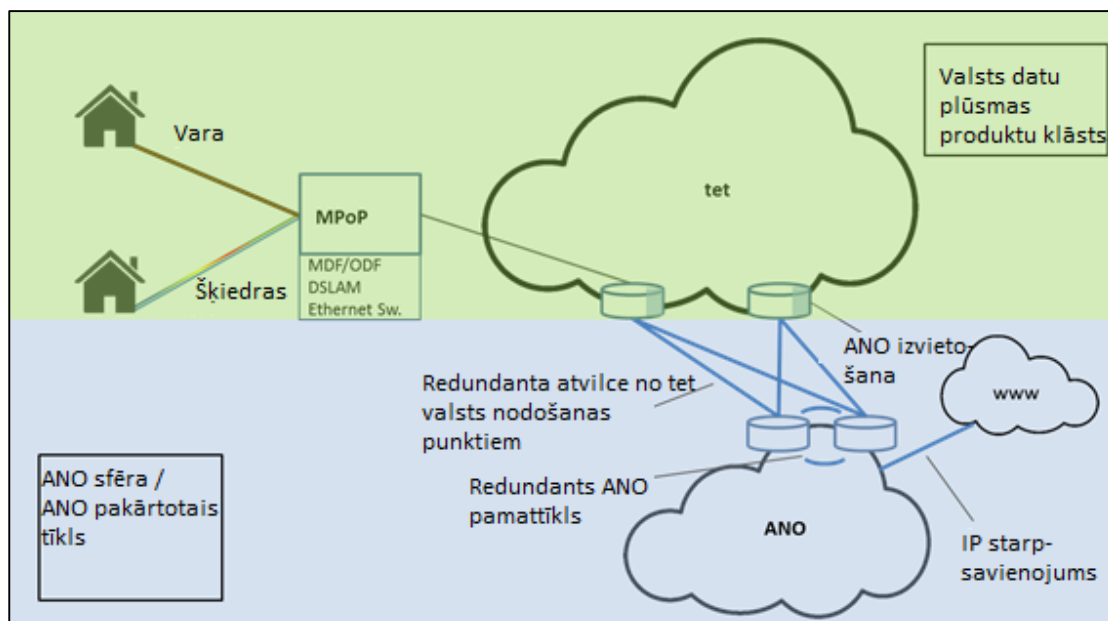 Valsts datu
plūsmas
produktu klāsts
Vara
tet
MPoP
MDF/ODF
DSLAM
Ethernet Sw.
Šķiedras
ANO izvieto-
šana
Redundanta atvilce no tet
valsts nodošanas
punktiem
www
ANO sfēra /
ANO pakārtotais
tīkls
Redundants ANO
pamattīkls
ANO
IP starp-
savienojums